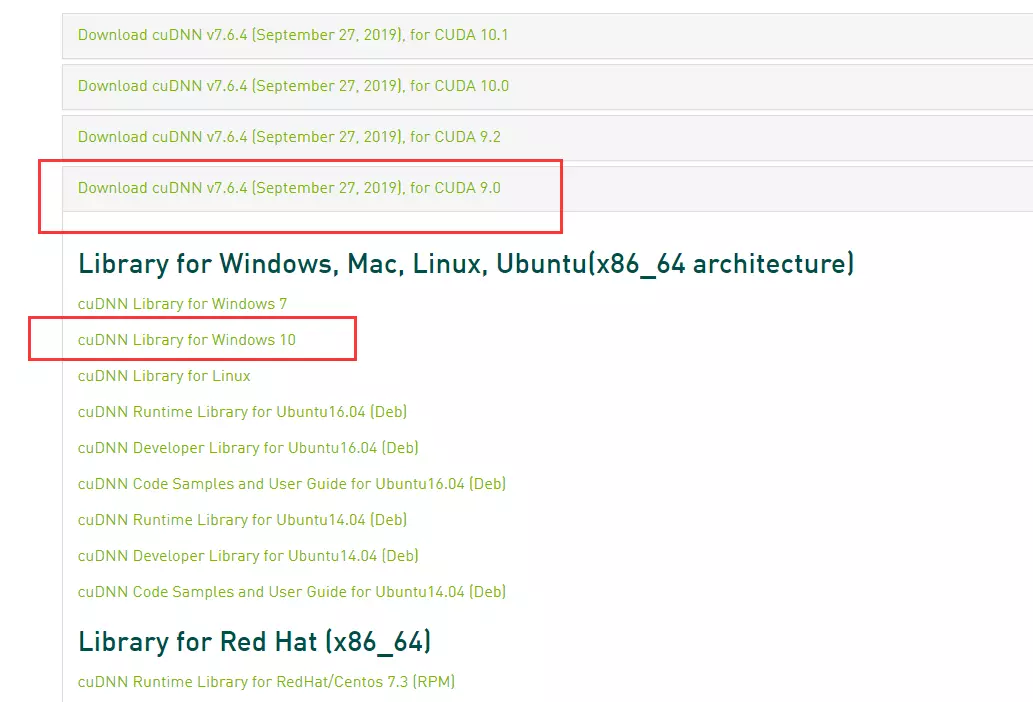 Download cuDNN v7.6.4 (September 27, 2019), for CUDA 10.1
Download cuDNN v7.6.4 (September 27, 2019), for CUDA 10.0
Download cuDNN v7.6.4 (September 27, 2019), for CUDA 9.2
Download cuDNN v7.6.4 (September 27, 2019), for CUDA 9.0
Library for Windows, Mac, Linux, Ubuntu(x86_64 architecture)
cuDNN Library for Windows 7
cuDNN Library for Windows 10
cuDNN Library for Linux
cuDNN Runtime Library for Ubuntu16.04 (Deb)
cuDNN Developer Library for Ubuntu16.04 (Deb)
cuDNN Code Samples and User Guide for Ubuntu16.04 (Deb)
cuDNN Runtime Library for Ubuntu14.04 (Deb)
cuDNN Developer Library for Ubuntu14.04 (Deb)
cuDNN Code Samples and User Guide for Ubuntu14.04 (Deb)
Library for Red Hat (x86_64)
cuDNN Runtime Library for RedHat/Centos 7.3 (RPM)